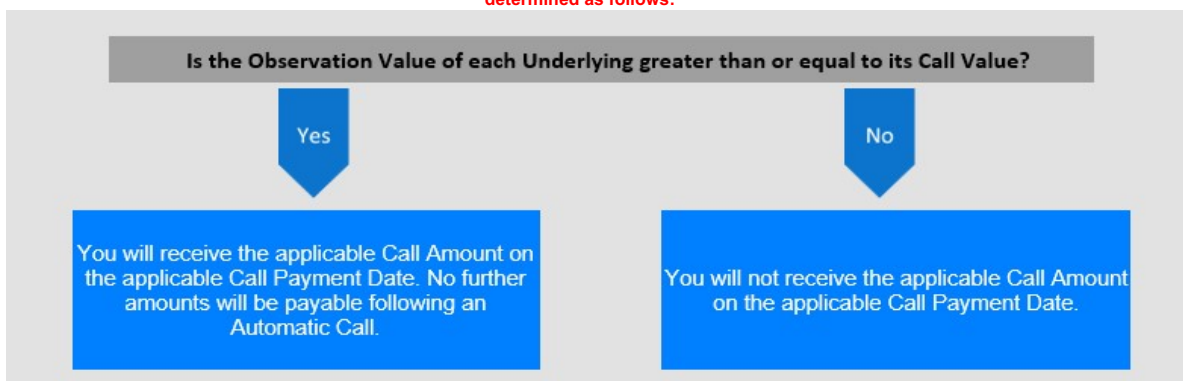 determined as follows:
Is the Observation Value of each Underlying greater than or equal to its Call Value?
Yes
No
You will receive the applicable Call Amount on
the applicable Call Payment Date. No further
amounts will be payable following an
Automatic Call.
You will not receive the applicable Call Amount
on the applicable Call Payment Date.